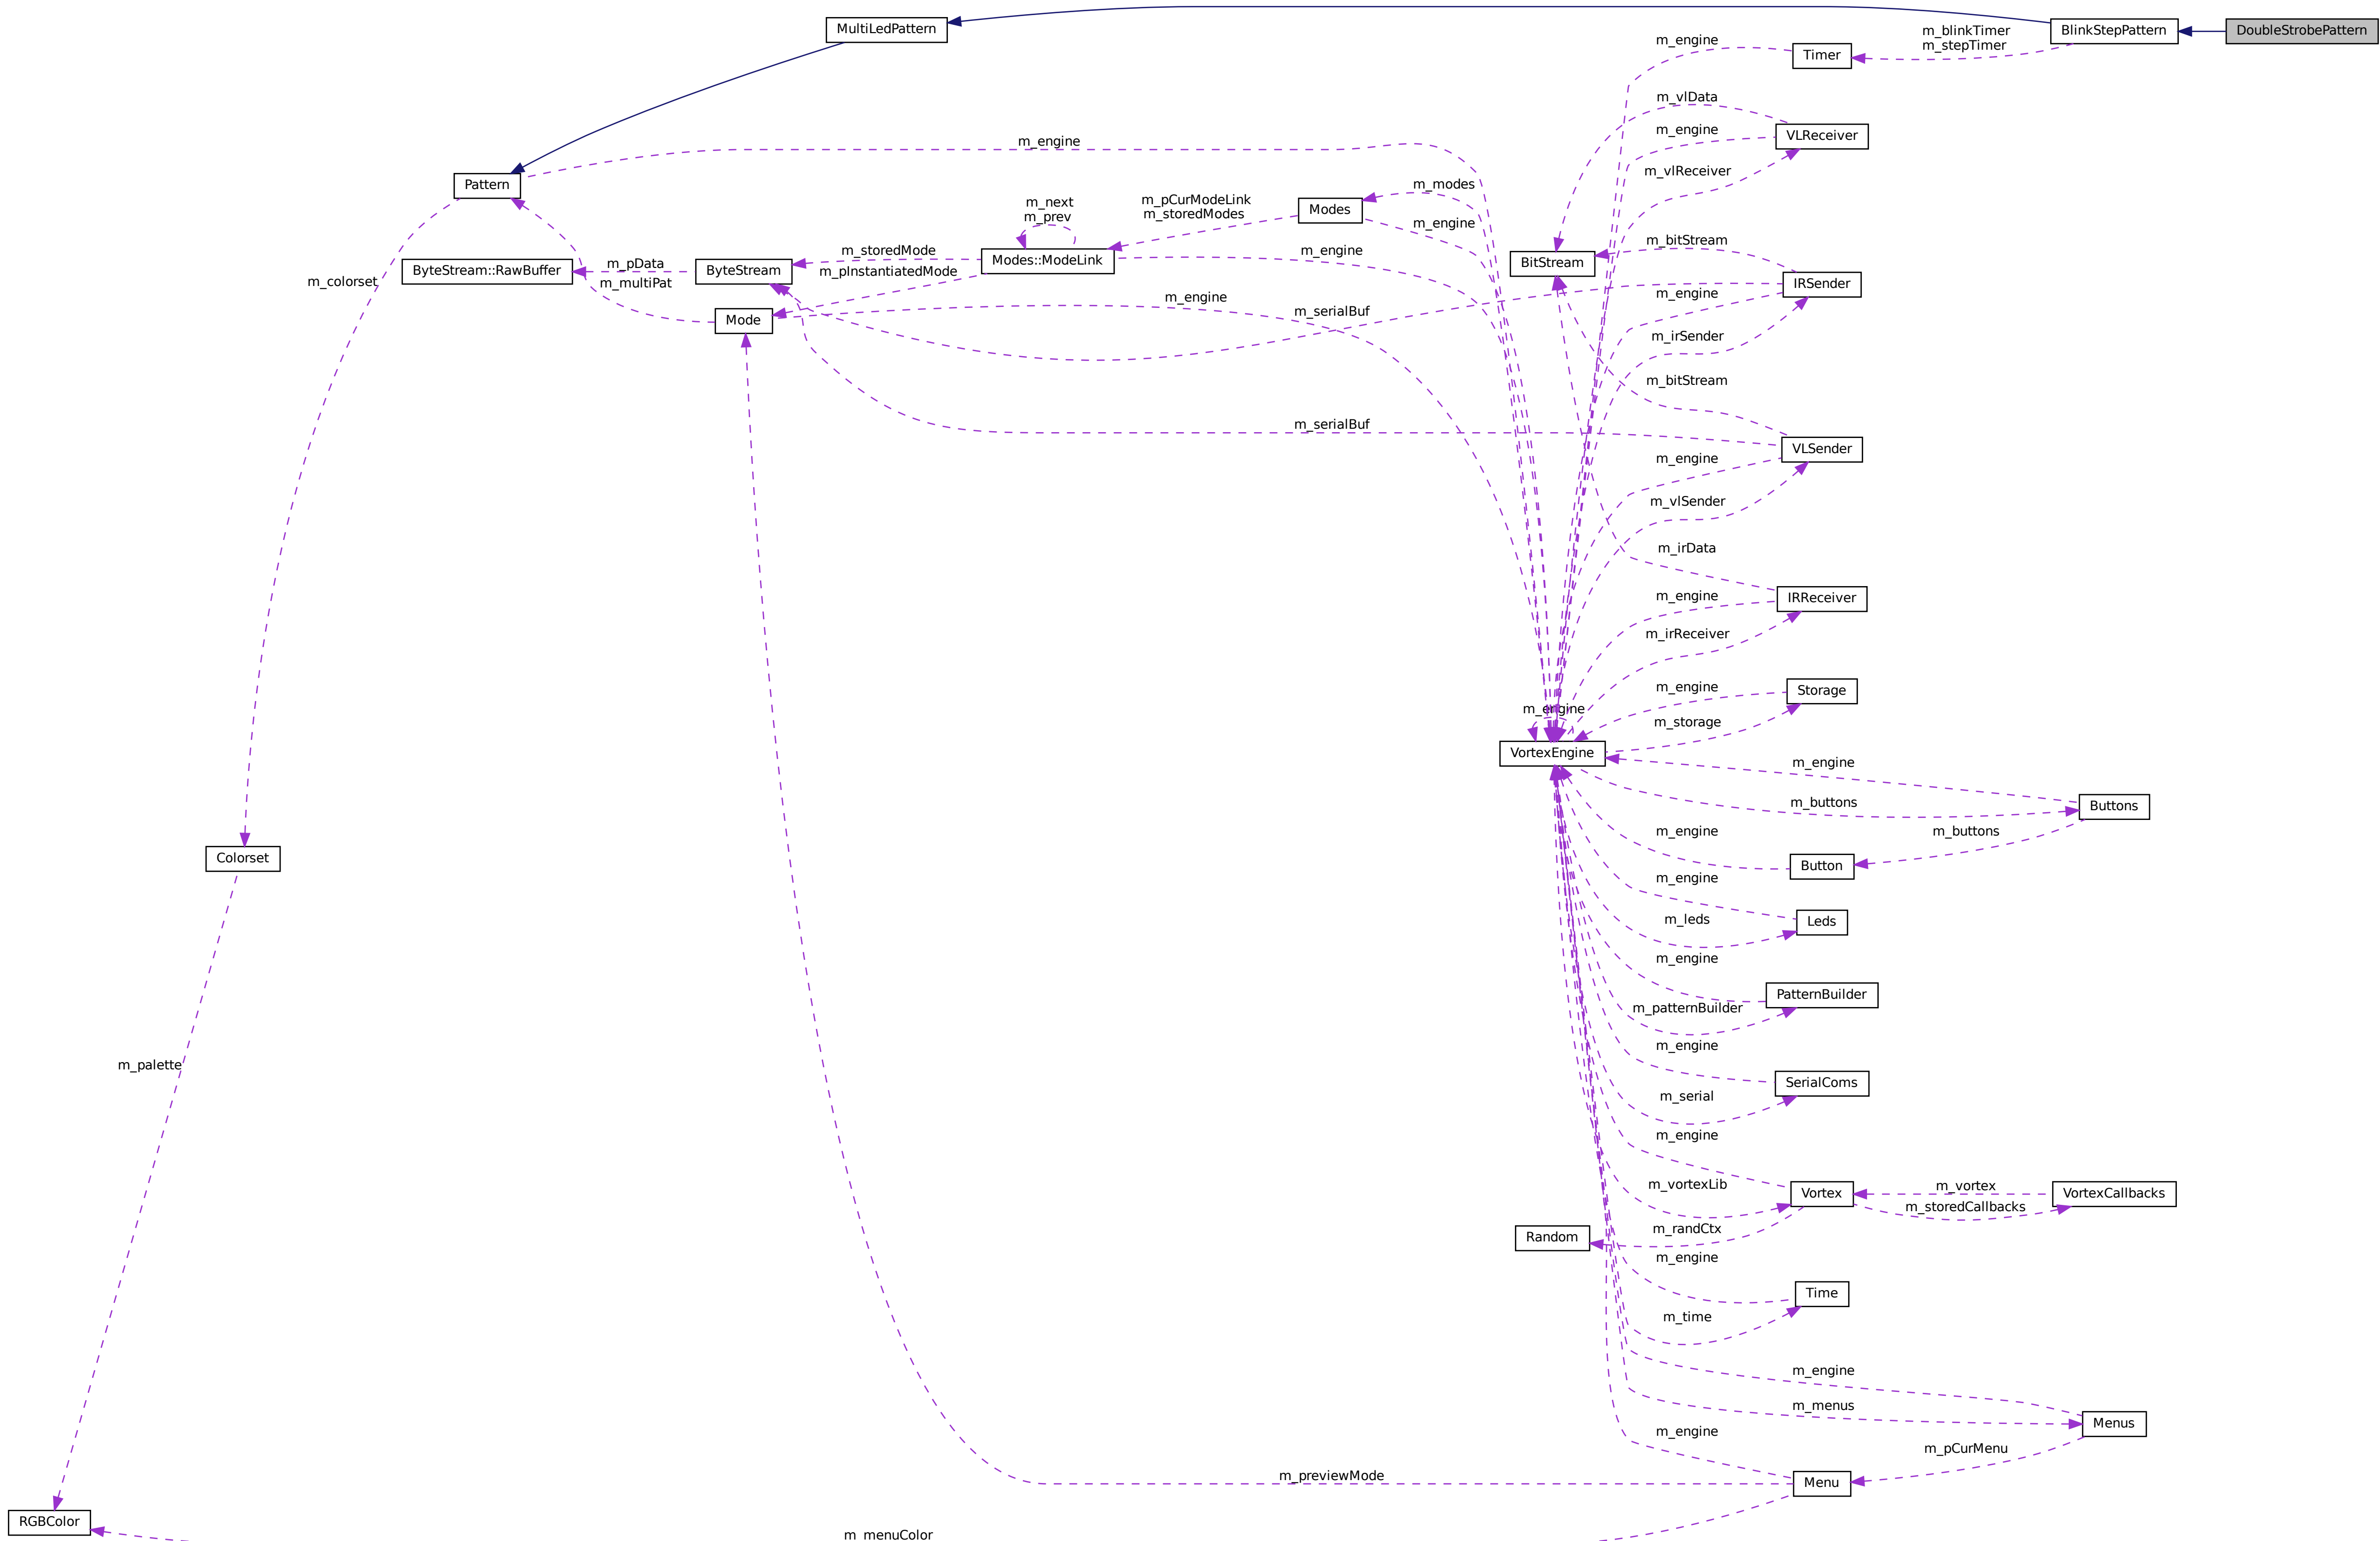 MultiLedPattern
BlinkStepPattern
DoubleStrobePattern
m_blinkTimer
m_stepTimer
m_engine
Timer
m_vlData
m_engine
VLReceiver
m_engine
m_vlReceiver
Pattern
m_modes
m_next
m_prev
m_pCurModeLink
m_storedModes
Modes
m_engine
m_bitStream
m_storedMode
Modes::ModeLink
m_engine
BitStream
ByteStream::RawBuffer
m_pData
ByteStream
m_pInstantiatedMode
m_colorset
m_multiPat
IRSender
m_engine
m_engine
m_serialBuf
Mode
m_irSender
m_bitStream
m_serialBuf
VLSender
m_engine
m_vlSender
m_irData
m_engine
IRReceiver
m_irReceiver
m_engine
Storage
m_engine
m_storage
VortexEngine
m_engine
m_buttons
Buttons
m_engine
m_buttons
Colorset
Button
m_engine
m_leds
Leds
m_engine
PatternBuilder
m_patternBuilder
m_engine
m_palette
SerialComs
m_serial
m_engine
m_vortexLib
Vortex
m_vortex
VortexCallbacks
m_storedCallbacks
m_randCtx
Random
m_engine
Time
m_time
m_engine
m_menus
Menus
m_engine
m_pCurMenu
m_previewMode
Menu
RGBColor
m_menuColor